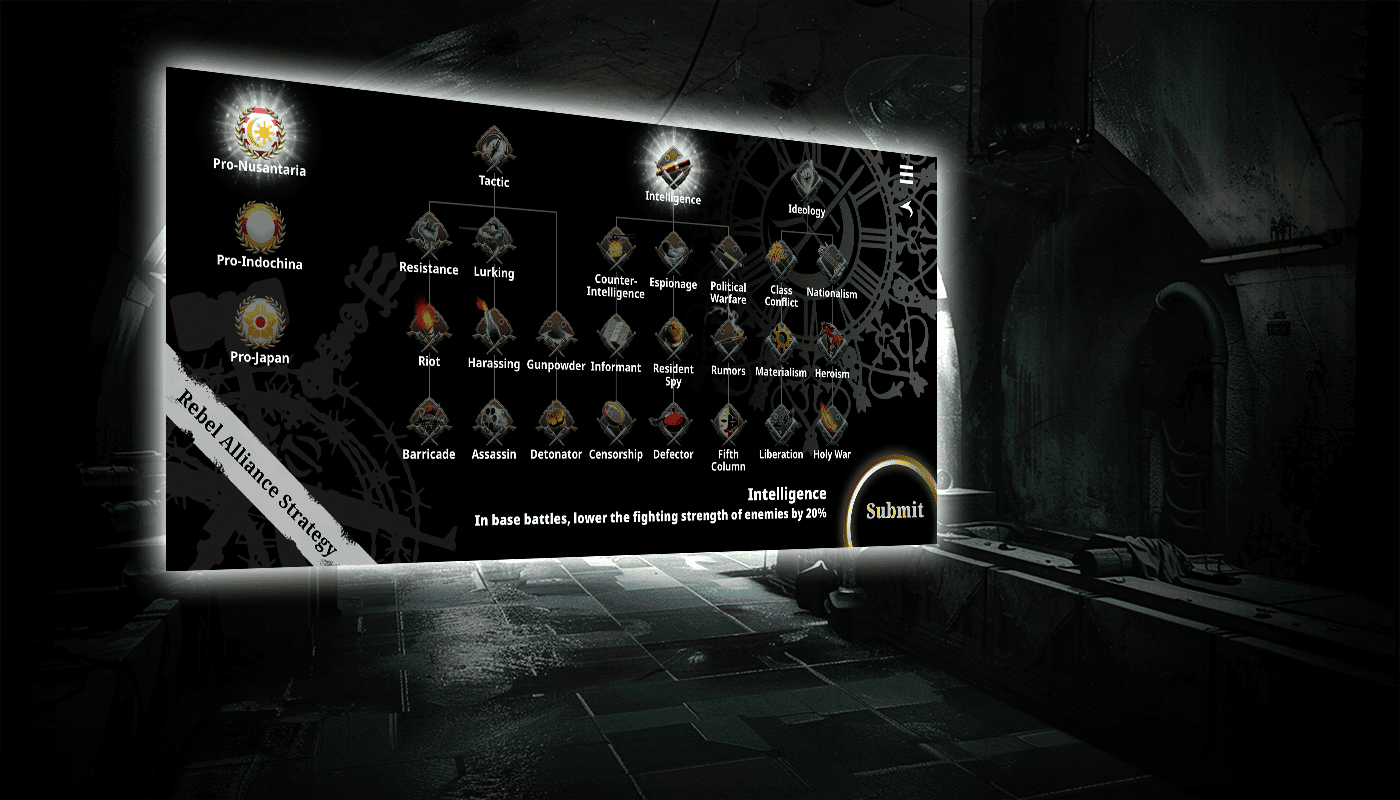 Pro-Nusantaria
Pro-Indochina
Pro-Japan
Tactic
Intelligence
Ideology
Resistance
Lurking
Counter-
Intelligence
Espionage
Political
Warfare
Class
Conflict
Nationalism
Riot
Harassing
Gunpowder
Informant
Resident
Spy
Rumors
Materialism
Heroism
Barricade
Assassin
Detonator
Censorship
Defector
Fifth
Column
Liberation
Holy War
Rebel Alliance Strategy
Intelligence
In base battles, lower the fighting strength of enemies by 20%
Submit